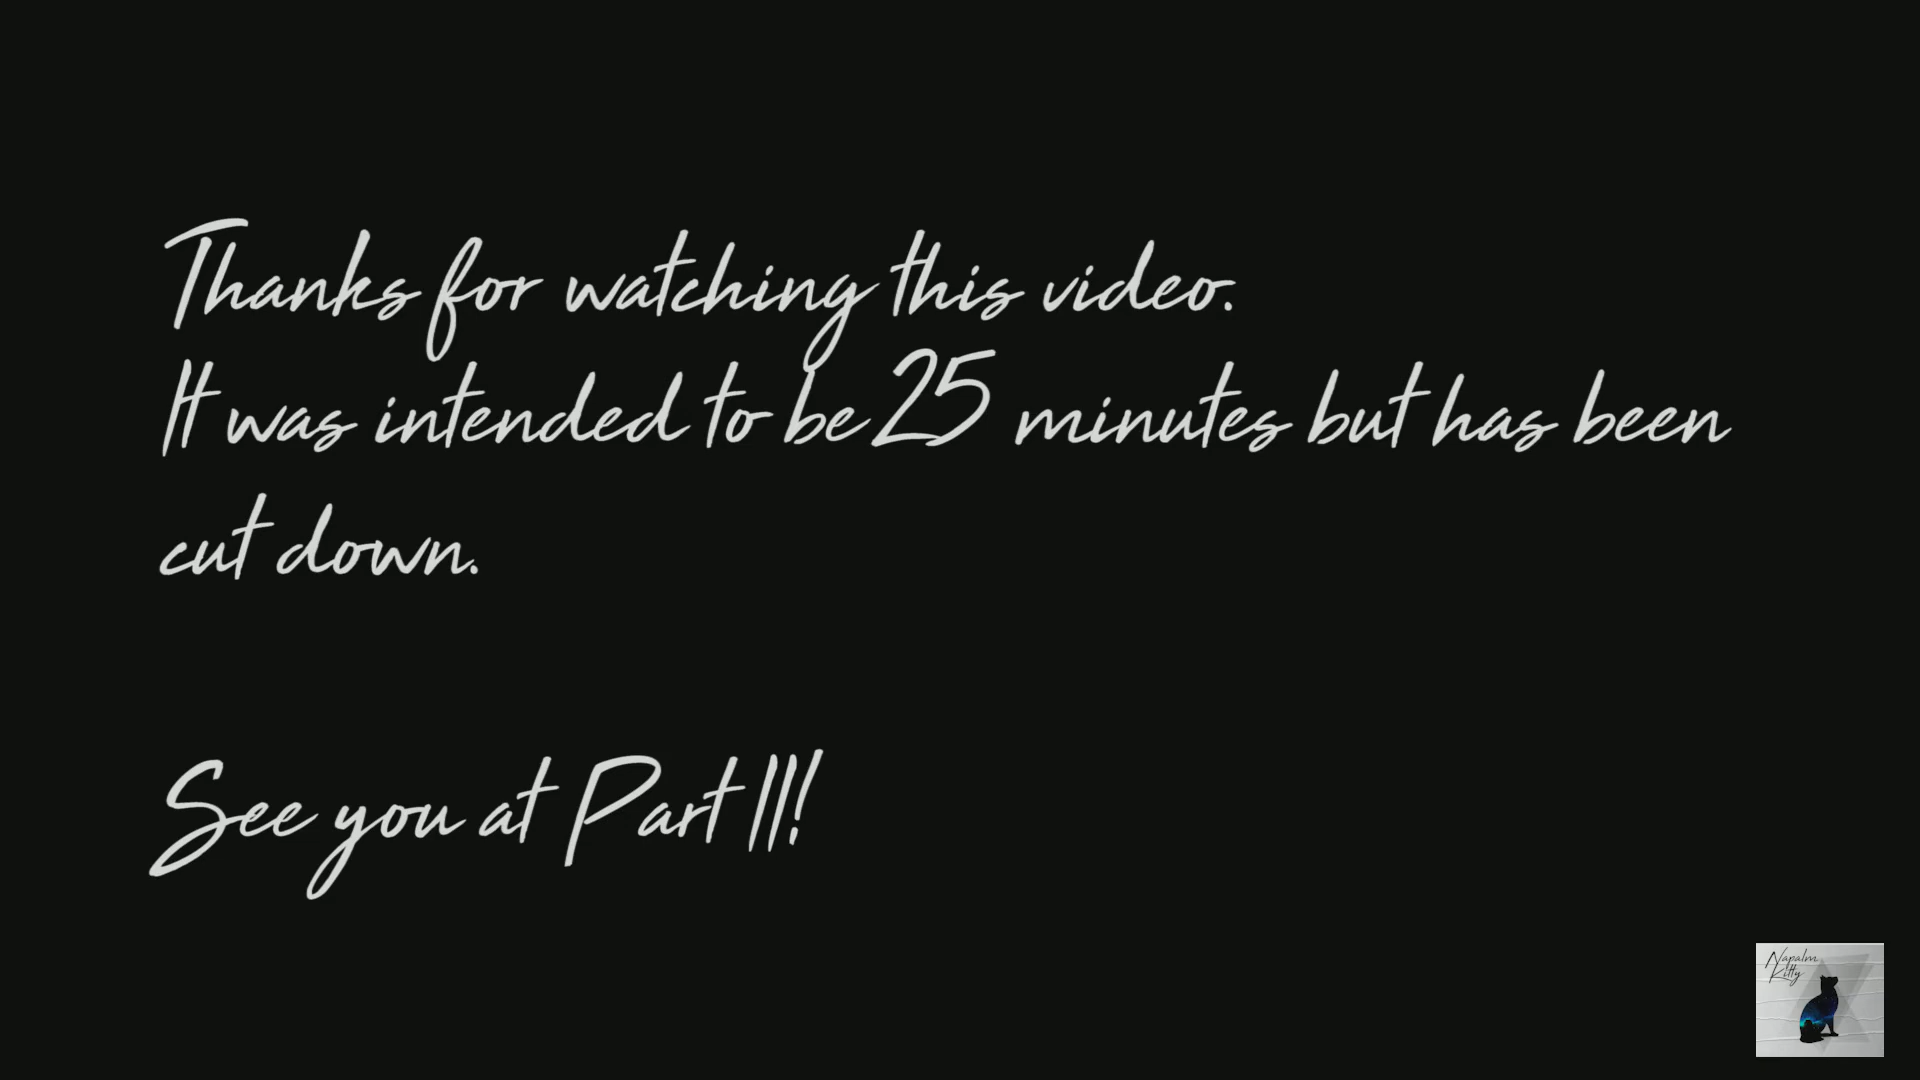 Thanks for watching this video.
It was intended to be 25 minutes but has been
cut down.
See you at Part II!
Napalm
Kitty